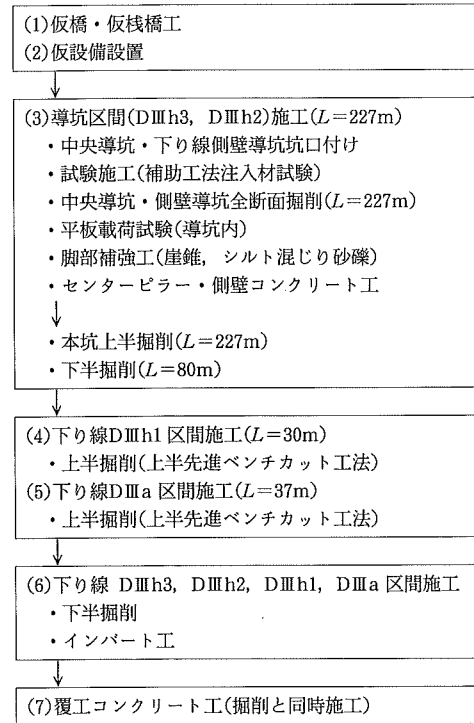 (1)仮橋・仮桟橋工
(2)仮設備設置
(3)導坑区間(DⅢh3, DⅢh2)施工(L=227m)
・中央導坑・下り線側壁導坑坑口付け
・試験施工(補助工法注入材試験)
・中央導坑・側壁導坑全断面掘削(L=227m)
・平板載荷試験(導坑内)
・脚部補強工(崖錐, シルト混じり砂礫)
・センターピラー・側壁コンクリート工
・本坑上半掘削(L=227m)
・下半掘削(L=80m)
(4)下り線DⅢh1 区間施工(L=30m)
・上半掘削(上半先進ベンチカット工法)
(5)下り線DⅢa 区間施工(L=37m)
・上半掘削(上半先進ベンチカット工法)
(6)下り線 DⅢh3, DⅢh2, DⅢh1, DⅢa 区間施工
・下半掘削
・インバート工
(7)覆工コンクリート工(掘削と同時施工)